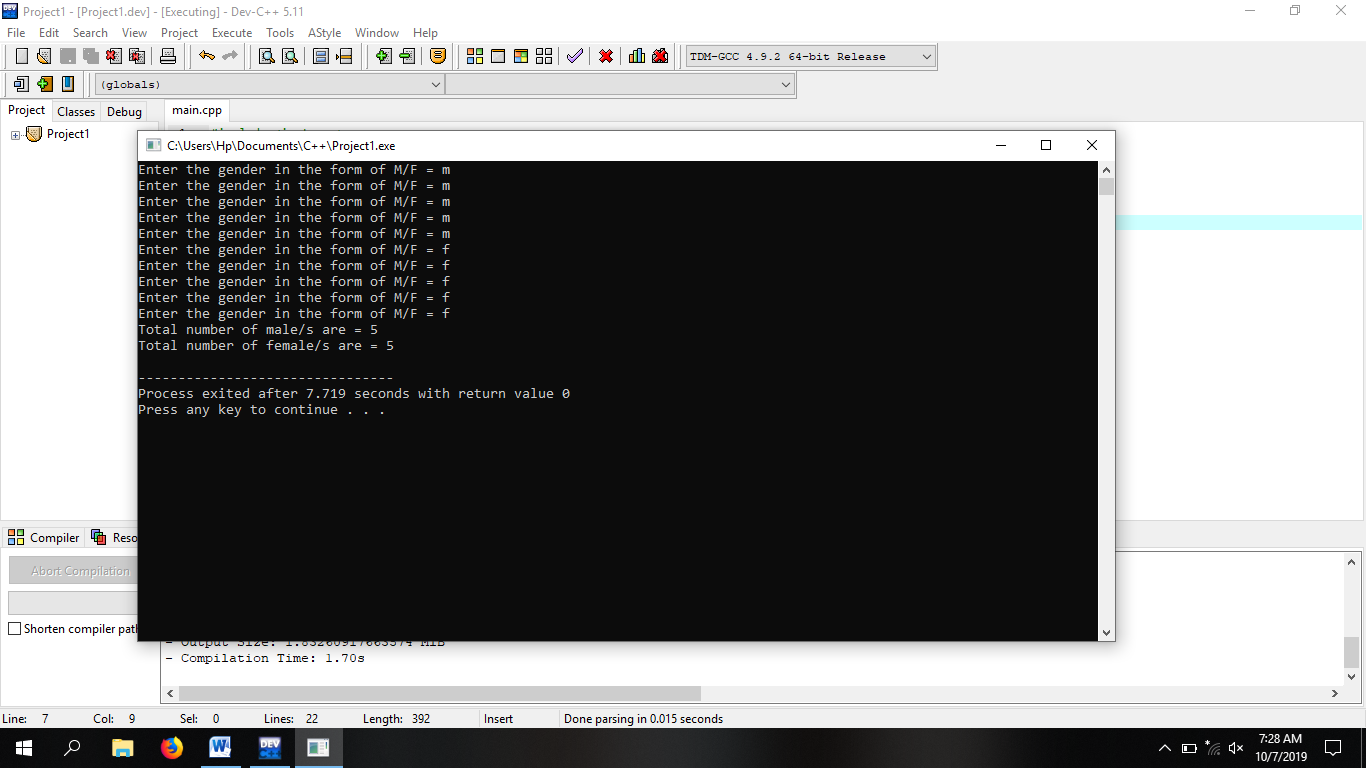 Project1 - [Project1.dev] - [Executing] - Dev-C++ 5.11
File Edit Search View Project Execute Tools AStyle Window Help
TDM-GCC 4.9.2 64-bit Release
(globals)
Project Classes Debug main.cpp
Project1
C:\Users\Hp\Documents\C++\Project1.exe
Enter the gender in the form of M/F = m
Enter the gender in the form of M/F = m
Enter the gender in the form of M/F = m
Enter the gender in the form of M/F = m
Enter the gender in the form of M/F = m
Enter the gender in the form of M/F = f
Enter the gender in the form of M/F = f
Enter the gender in the form of M/F = f
Enter the gender in the form of M/F = f
Enter the gender in the form of M/F = f
Total number of male/s are = 5
Total number of female/s are = 5
--------------------------------
Process exited after 7.719 seconds with return value 0
Press any key to continue . . .
Compiler Reso
Abort Compilation
Shorten compiler path
- Output Size: 1.83260917663574 MiB
- Compilation Time: 1.70s
Line: 7 Col: 9 Sel: 0 Lines: 22 Length: 392 Insert Done parsing in 0.015 seconds
DEV
7:28 AM
10/7/2019